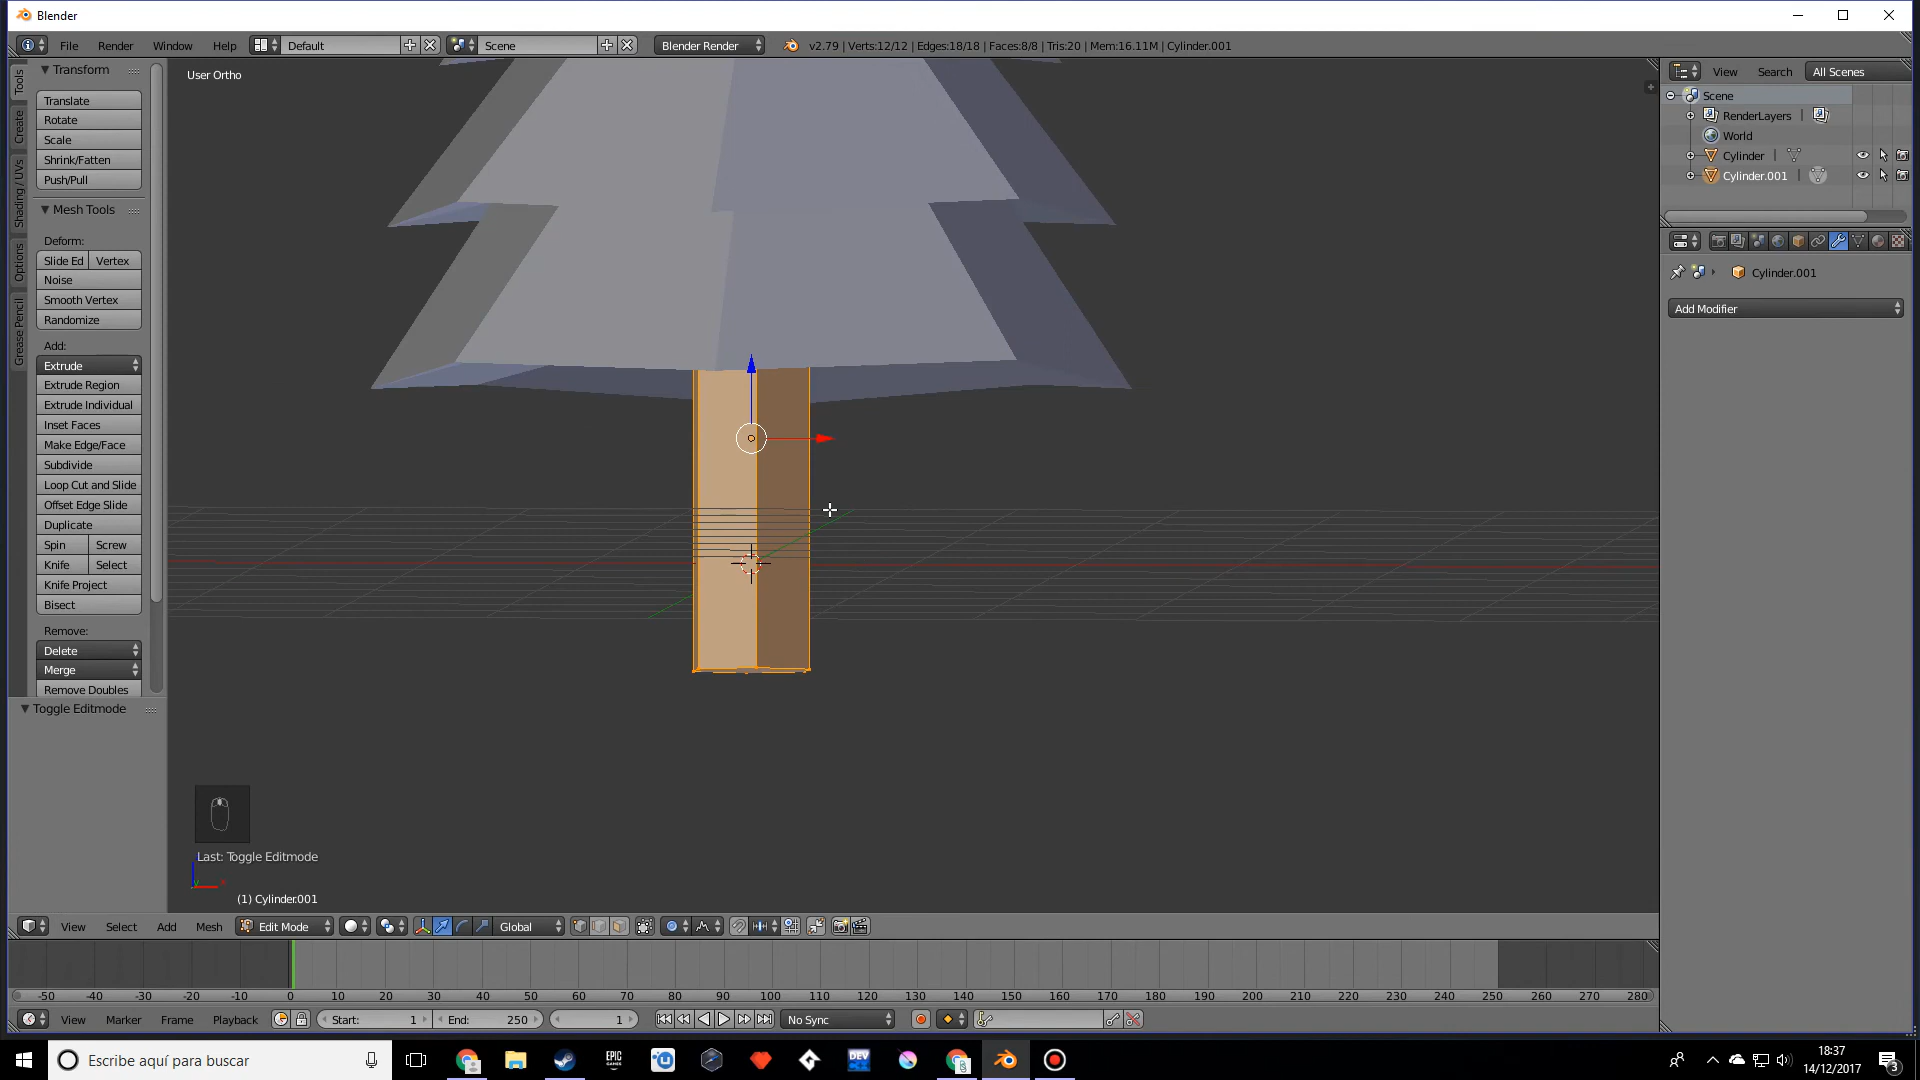 Blender
File Render Window Help Default Scene Blender Render v2.79 | Verts:12/12 | Edges:18/18 | Faces:8/8 | Tris:20 | Mem:16.11M | Cylinder.001
Tools
Create
Shading / UVs
Options
Grease Pencil
Transform
Translate
Rotate
Scale
Shrink/Fatten
Push/Pull
Mesh Tools
Deform:
Slide Ed Vertex
Noise
Smooth Vertex
Randomize
Add:
Extrude
Extrude Region
Extrude Individual
Inset Faces
Make Edge/Face
Subdivide
Loop Cut and Slide
Offset Edge Slide
Duplicate
Spin Screw
Knife Select
Knife Project
Bisect
Remove:
Delete
Merge
Remove Doubles
Toggle Editmode
User Ortho
Last: Toggle Editmode
(1) Cylinder.001
View Search All Scenes
Scene
RenderLayers
World
Cylinder
Cylinder.001
Cylinder.001
Add Modifier
View Select Add Mesh Edit Mode Global
-50 -40 -30 -20 -10 0 10 20 30 40 50 60 70 80 90 100 110 120 130 140 150 160 170 180 190 200 210 220 230 240 250 260 270 280
View Marker Frame Playback Start: 1 End: 250 1 No Sync
Escribe aquí para buscar
EPIC GAMES
DEV
18:37
14/12/2017
3